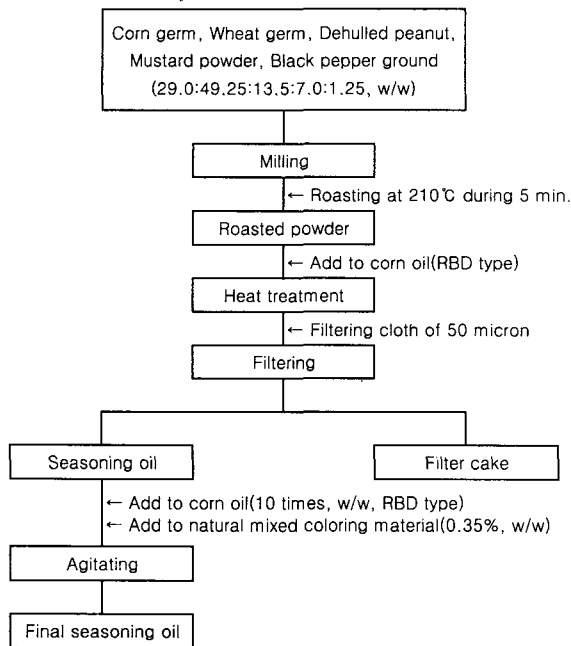 Corn germ, Wheat germ, Dehulled peanut,
Mustard powder, Black pepper ground
(29.0:49.25:13.5:7.0:1.25, w/w)
Milling
← Roasting at 210℃ during 5 min.
Roasted powder
← Add to corn oil(RBD type)
Heat treatment
← Filtering cloth of 50 micron
Filtering
Seasoning oil
Filter cake
← Add to corn oil(10 times, w/w, RBD type)
← Add to natural mixed coloring material(0.35%, w/w)
Agitating
Final seasoning oil